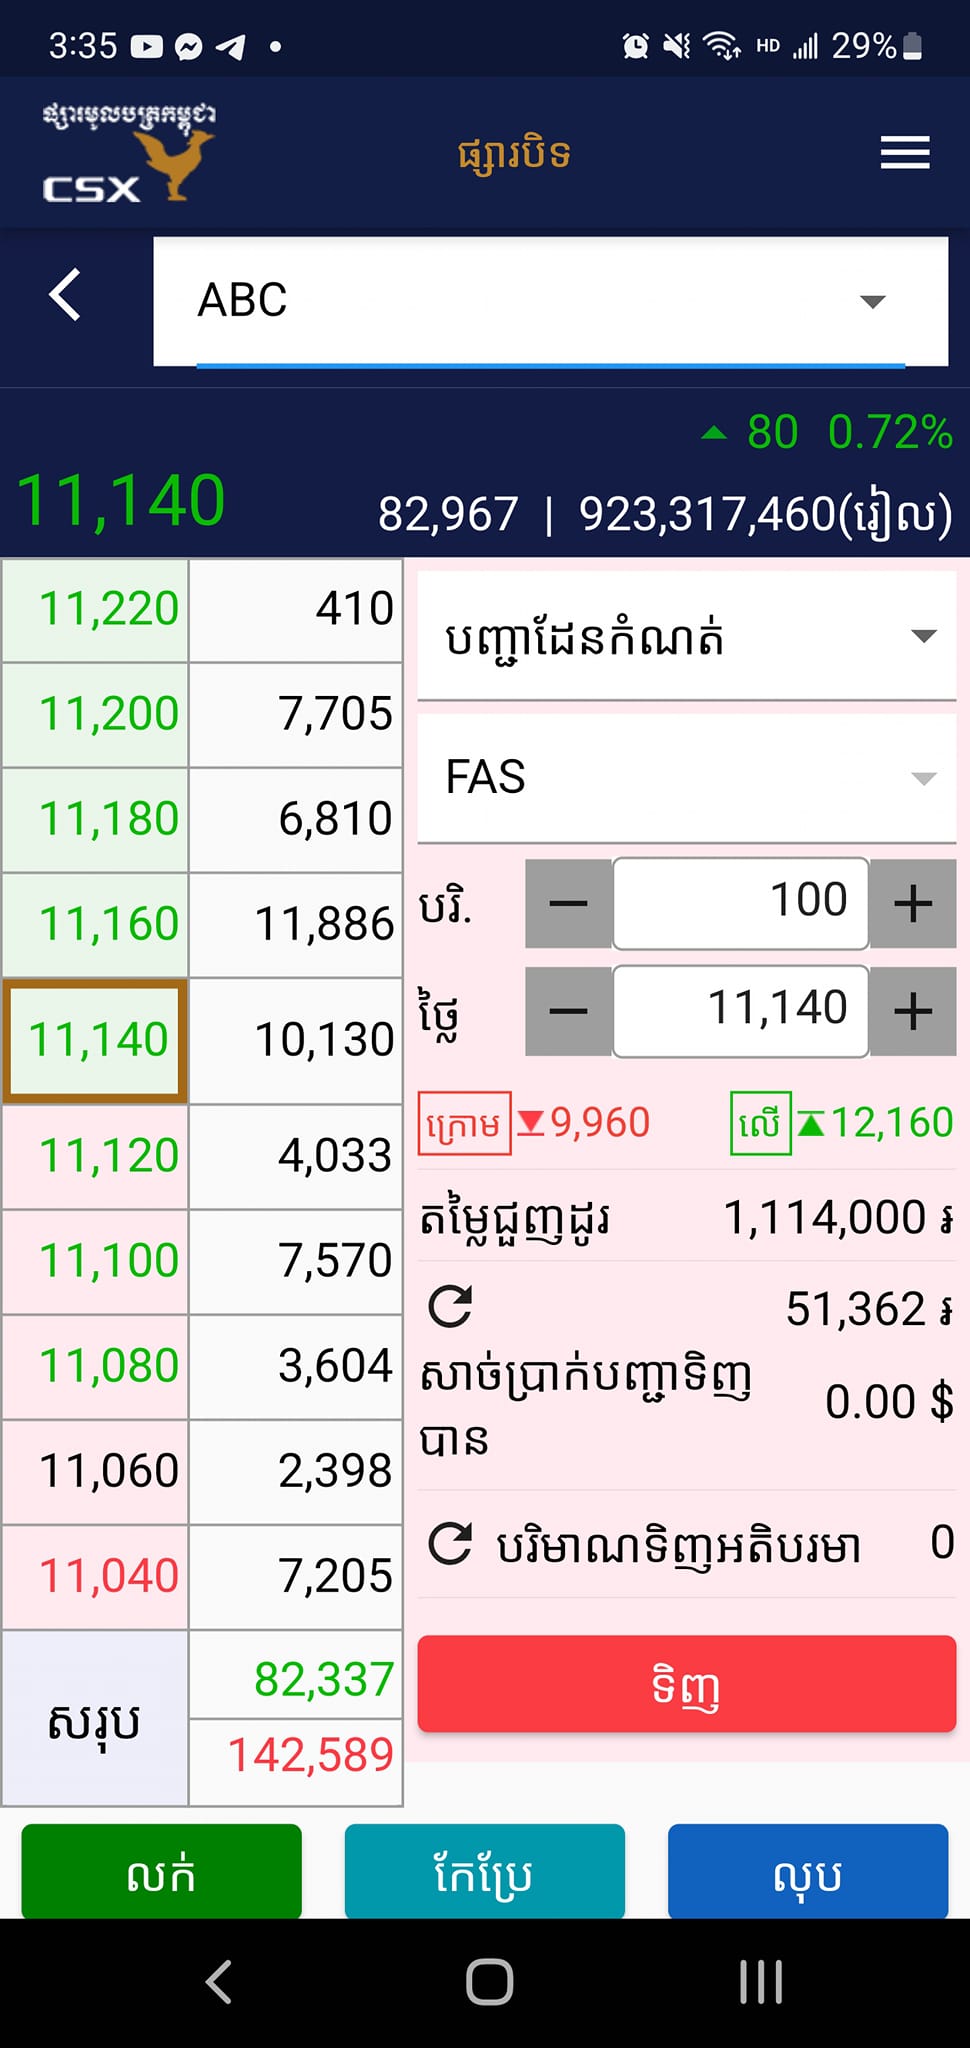 3:35
HD 29%
ផ្សារមូលបត្រកម្ពុជា
CSX
ផ្សារបិទ
ABC
80 0.72%
11,140
82,967 | 923,317,460(រៀល)
11,220 410
11,200 7,705
11,180 6,810
11,160 11,886
11,140 10,130
11,120 4,033
11,100 7,570
11,080 3,604
11,060 2,398
11,040 7,205
សរុប
82,337
142,589
បញ្ជាដែនកំណត់
FAS
បរិ. − 100 +
ថ្លៃ − 11,140 +
ក្រោម 9,960 លើ 12,160
តម្លៃជួញដូរ 1,114,000 ៛
51,362 ៛
សាច់ប្រាក់បញ្ជាទិញ
បាន
0.00 $
បរិមាណទិញអតិបរមា 0
ទិញ
លក់ កែប្រែ លុប